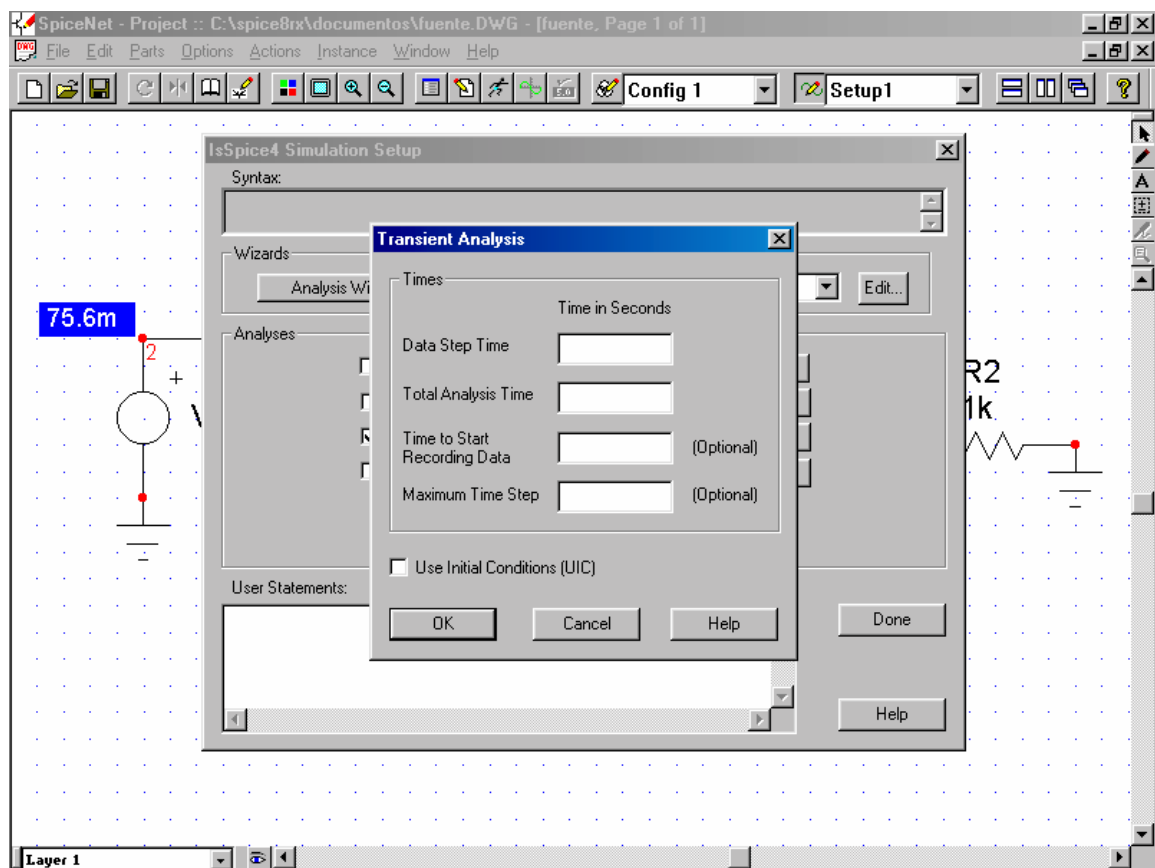 SpiceNet - Project :: C:\spice8rx\documentos\fuente.DWG - [fuente, Page 1 of 1]
File Edit Parts Options Actions Instance Window Help
Config 1
Setup1
IsSpice4 Simulation Setup
Syntax:
Transient Analysis
Wizards
Analysis Wi
Edit...
Times
Time in Seconds
75.6m
Analyses
Data Step Time
2
+
R2
Total Analysis Time
1k
Time to Start
Recording Data
(Optional)
Maximum Time Step
(Optional)
Use Initial Conditions (UIC)
User Statements:
OK
Cancel
Help
Done
Help
Layer 1